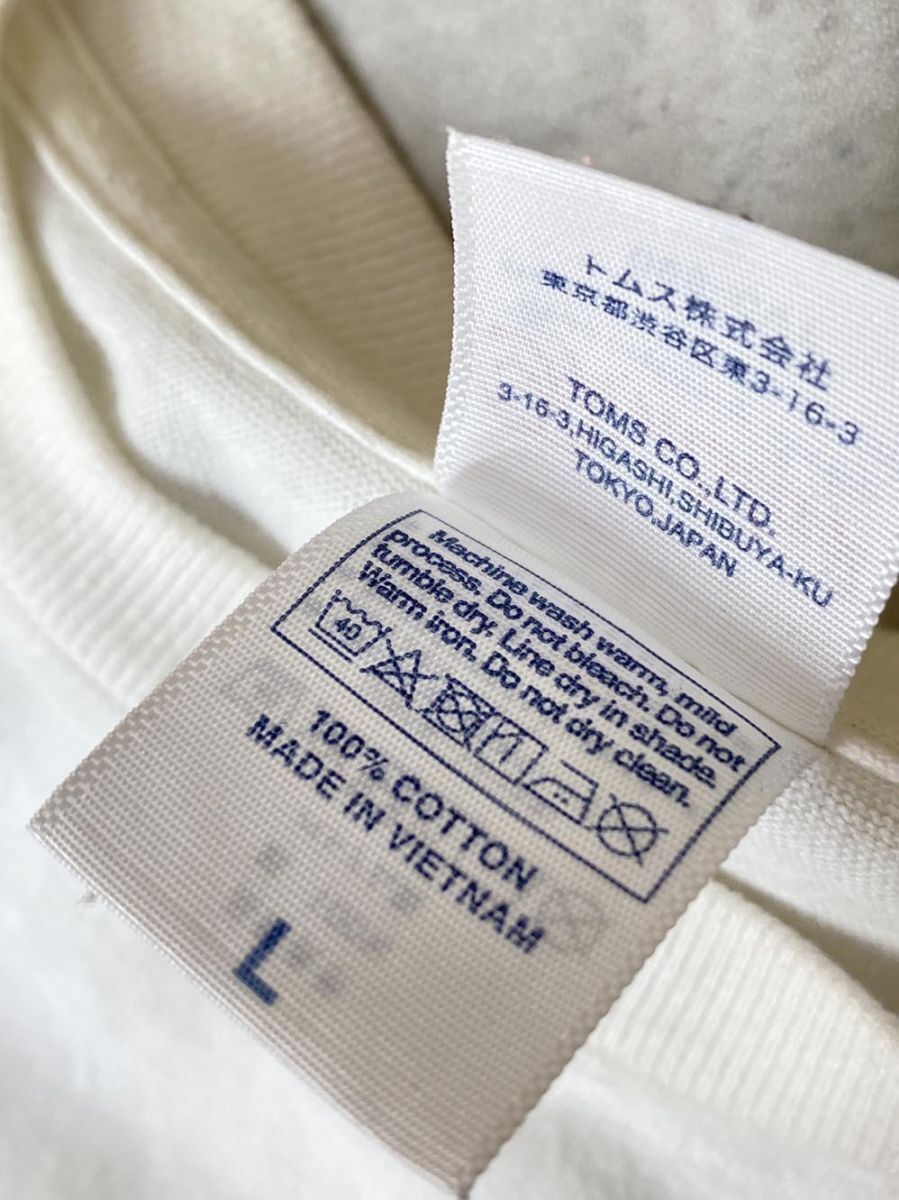 トムス株式会社
東京都渋谷区東3-16-3
TOMS CO.,LTD.
3-16-3,HIGASHI,SHIBUYA-KU
TOKYO,JAPAN
Machine wash warm, mild
process. Do not bleach. Do not
tumble dry. Line dry in shade.
Warm iron. Do not dry clean.
40
100% COTTON
MADE IN VIETNAM
L